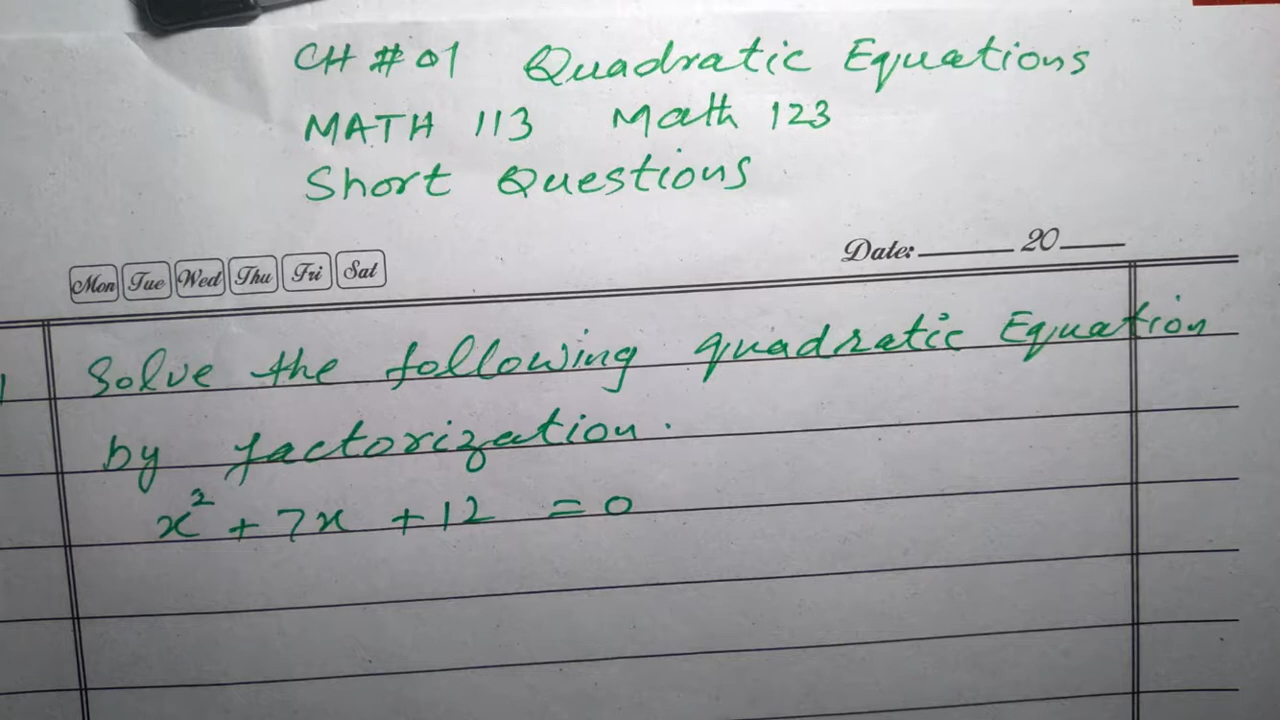 CH # 01 Quadratic Equations
MATH 113 Math 123
Short Questions
Mon Tue Wed Thu Fri Sat Date: 20
1 Solve the following quadratic Equation
by factorization.
x² + 7x + 12 = 0